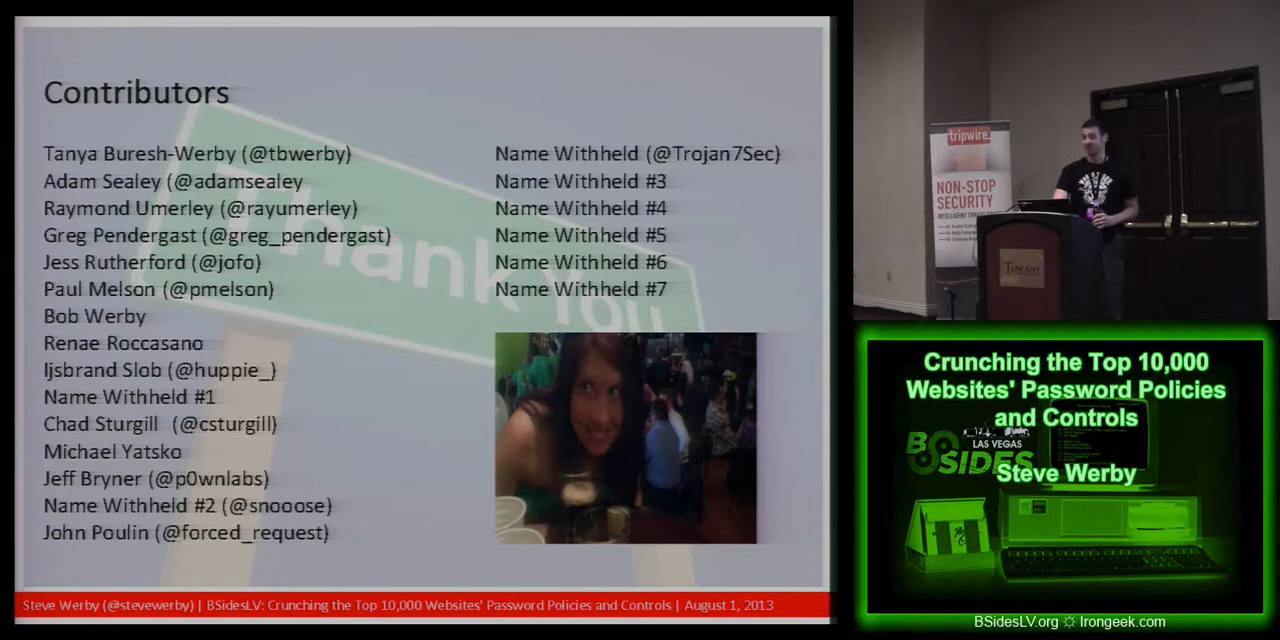 Contributors
Tanya Buresh-Werby (@tbwerby)
Adam Sealey (@adamsealey
Raymond Umerley (@rayumerley)
Greg Pendergast (@greg_pendergast)
Jess Rutherford (@jofo)
Paul Melson (@pmelson)
Bob Werby
Renae Roccasano
Ijsbrand Slob (@huppie_)
Name Withheld #1
Chad Sturgill (@csturgill)
Michael Yatsko
Jeff Bryner (@p0wnlabs)
Name Withheld #2 (@snooose)
John Poulin (@forced_request)
Name Withheld (@Trojan7Sec)
Name Withheld #3
Name Withheld #4
Name Withheld #5
Name Withheld #6
Name Withheld #7
Thank You
Steve Werby (@stevewerby) | BSidesLV: Crunching the Top 10,000 Websites' Password Policies and Controls | August 1, 2013
tripwire
NON-STOP
SECURITY
TUSCANY
Crunching the Top 10,000
Websites' Password Policies
and Controls
LAS VEGAS
BSIDES
Steve Werby
BSidesLV.org ☼ Irongeek.com